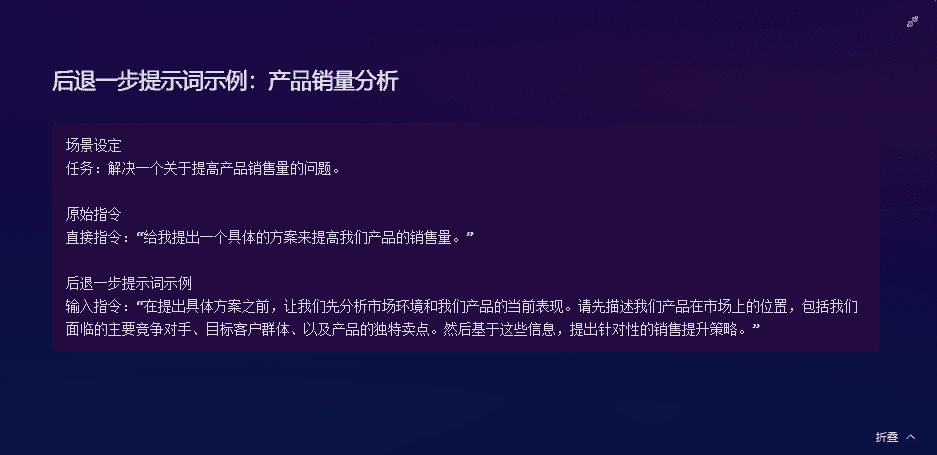 后退一步提示词示例：产品销量分析
场景设定
任务：解决一个关于提高产品销售量的问题。
原始指令
直接指令：“给我提出一个具体的方案来提高我们产品的销售量。”
后退一步提示词示例
输入指令：“在提出具体方案之前，让我们先分析市场环境和我们产品的当前表现。请先描述我们产品在市场上的位置，包括我们
面临的主要竞争对手、目标客户群体、以及产品的独特卖点。然后基于这些信息，提出针对性的销售提升策略。”
折叠